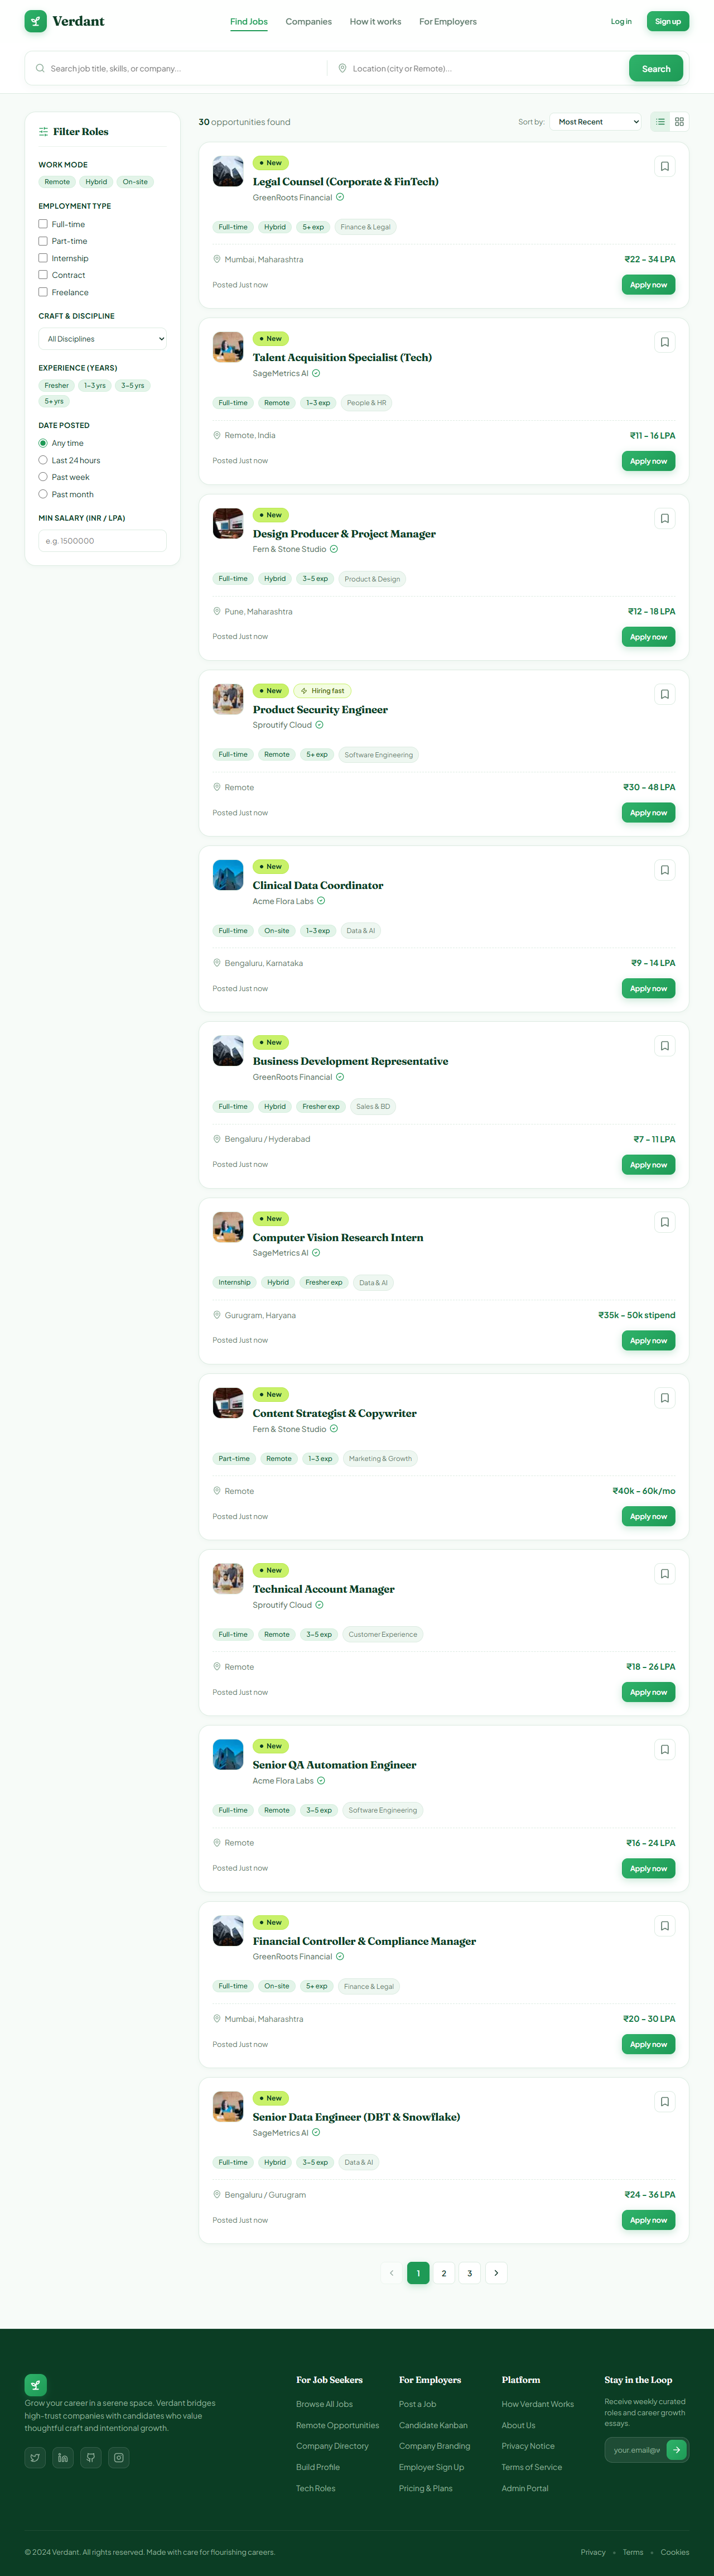 Verdant
Find Jobs
Companies
How it works
For Employers
Log in
Sign up
Search job title, skills, or company...
Location (city or Remote)...
Search
Filter Roles
WORK MODE
Remote Hybrid On-site
EMPLOYMENT TYPE
Full-time
Part-time
Internship
Contract
Freelance
CRAFT & DISCIPLINE
All Disciplines
EXPERIENCE (YEARS)
Fresher 1–3 yrs 3–5 yrs
5+ yrs
DATE POSTED
Any time
Last 24 hours
Past week
Past month
MIN SALARY (INR / LPA)
e.g. 1500000
30 opportunities found
Sort by: Most Recent
New
Legal Counsel (Corporate & FinTech)
GreenRoots Financial
Full-time Hybrid 5+ exp Finance & Legal
Mumbai, Maharashtra ₹22 – 34 LPA
Posted Just now Apply now
New
Talent Acquisition Specialist (Tech)
SageMetrics AI
Full-time Remote 1–3 exp People & HR
Remote, India ₹11 – 16 LPA
Posted Just now Apply now
New
Design Producer & Project Manager
Fern & Stone Studio
Full-time Hybrid 3–5 exp Product & Design
Pune, Maharashtra ₹12 – 18 LPA
Posted Just now Apply now
New Hiring fast
Product Security Engineer
Sproutify Cloud
Full-time Remote 5+ exp Software Engineering
Remote ₹30 – 48 LPA
Posted Just now Apply now
New
Clinical Data Coordinator
Acme Flora Labs
Full-time On-site 1–3 exp Data & AI
Bengaluru, Karnataka ₹9 – 14 LPA
Posted Just now Apply now
New
Business Development Representative
GreenRoots Financial
Full-time Hybrid Fresher exp Sales & BD
Bengaluru / Hyderabad ₹7 – 11 LPA
Posted Just now Apply now
New
Computer Vision Research Intern
SageMetrics AI
Internship Hybrid Fresher exp Data & AI
Gurugram, Haryana ₹35k – 50k stipend
Posted Just now Apply now
New
Content Strategist & Copywriter
Fern & Stone Studio
Part-time Remote 1–3 exp Marketing & Growth
Remote ₹40k – 60k/mo
Posted Just now Apply now
New
Technical Account Manager
Sproutify Cloud
Full-time Remote 3–5 exp Customer Experience
Remote ₹18 – 26 LPA
Posted Just now Apply now
New
Senior QA Automation Engineer
Acme Flora Labs
Full-time Remote 3–5 exp Software Engineering
Remote ₹16 – 24 LPA
Posted Just now Apply now
New
Financial Controller & Compliance Manager
GreenRoots Financial
Full-time On-site 5+ exp Finance & Legal
Mumbai, Maharashtra ₹20 – 30 LPA
Posted Just now Apply now
New
Senior Data Engineer (DBT & Snowflake)
SageMetrics AI
Full-time Hybrid 3–5 exp Data & AI
Bengaluru / Gurugram ₹24 – 36 LPA
Posted Just now Apply now
1 2 3
Grow your career in a serene space. Verdant bridges
high-trust companies with candidates who value
thoughtful craft and intentional growth.
For Job Seekers
Browse All Jobs
Remote Opportunities
Company Directory
Build Profile
Tech Roles
For Employers
Post a Job
Candidate Kanban
Company Branding
Employer Sign Up
Pricing & Plans
Platform
How Verdant Works
About Us
Privacy Notice
Terms of Service
Admin Portal
Stay in the Loop
Receive weekly curated
roles and career growth
essays.
your.email@w
© 2024 Verdant. All rights reserved. Made with care for flourishing careers.
Privacy • Terms • Cookies